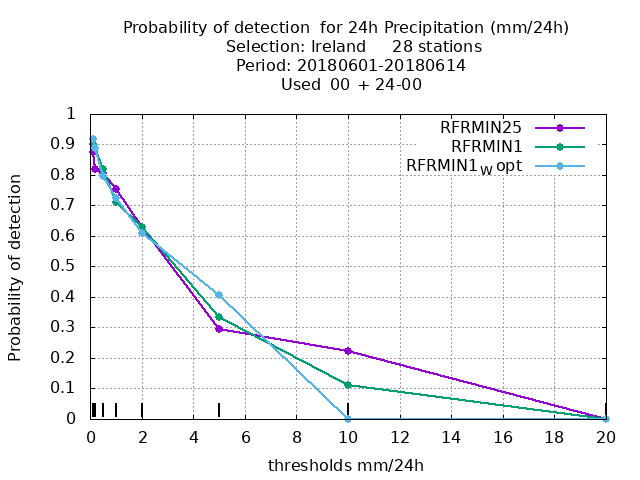 Probability of detection  for 24h Precipitation (mm/24h)
Selection: Ireland     28 stations
Period: 20180601-20180614
Used  00 + 24-00
RFRMIN25
RFRMIN1
RFRMIN1W opt
Probability of detection
1
0.9
0.8
0.7
0.6
0.5
0.4
0.3
0.2
0.1
0
0 2 4 6 8 10 12 14 16 18 20
thresholds mm/24h